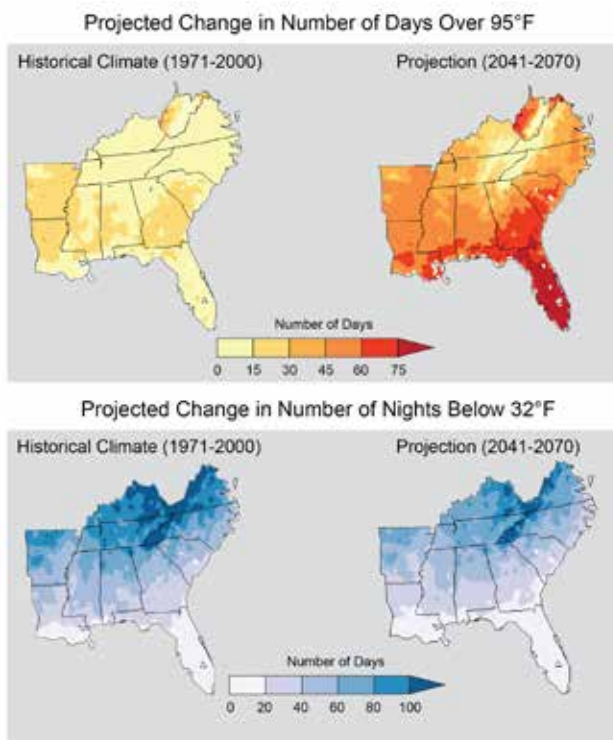 Projected Change in Number of Days Over 95°F
Historical Climate (1971-2000)
Projection (2041-2070)
Number of Days
0 15 30 45 60 75
Projected Change in Number of Nights Below 32°F
Historical Climate (1971-2000)
Projection (2041-2070)
Number of Days
0 20 40 60 80 100